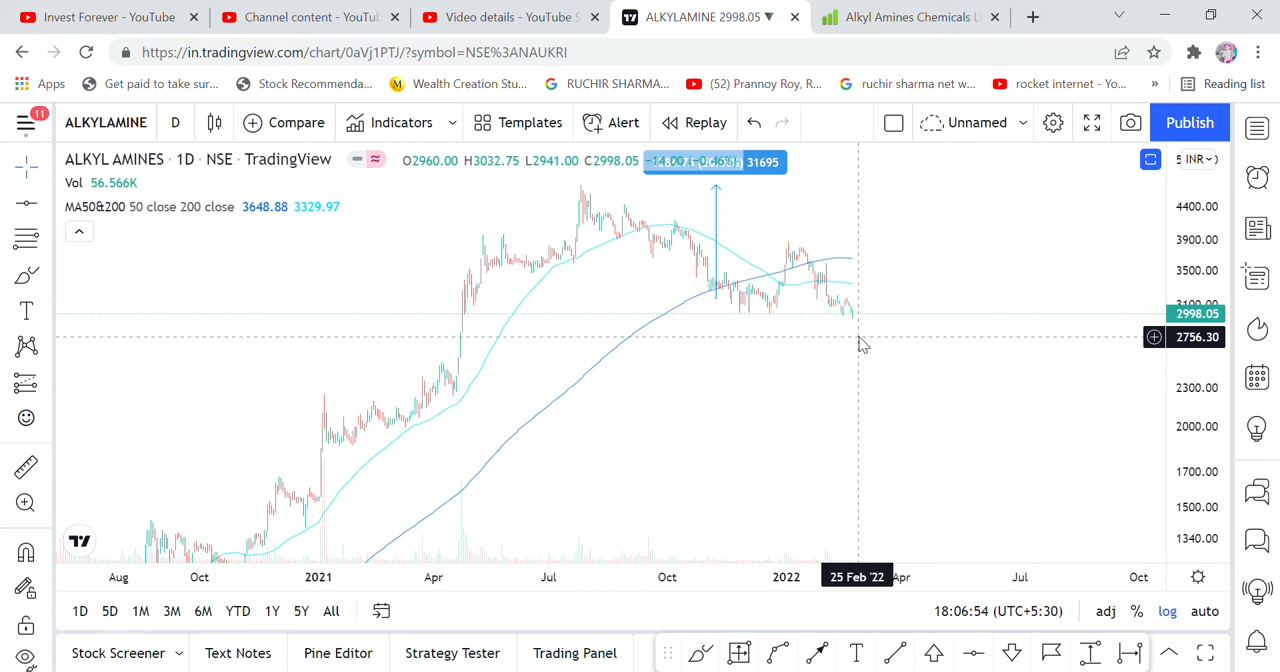 Invest Forever - YouTube
Channel content - YouTub
Video details - YouTube S
ALKYLAMINE 2998.05 ▼
Alkyl Amines Chemicals L
https://in.tradingview.com/chart/0aVj1PTJ/?symbol=NSE%3ANAUKRI
Apps
Get paid to take sur...
Stock Recommenda...
M
Wealth Creation Stu...
RUCHIR SHARMA...
(52) Prannoy Roy, R...
ruchir sharma net w...
rocket internet - Yo...
»
Reading list
11
ALKYLAMINE
D
Compare
Indicators
Templates
Alert
Replay
Unnamed
Publish
ALKYL AMINES · 1D · NSE · TradingView
O2960.00 H3032.75 L2941.00 C2998.05
31695
INR
Vol 56.566K
MA50&200 50 close 200 close 3648.88 3329.97
4400.00
3900.00
3500.00
3100.00
2998.05
2756.30
2300.00
2000.00
1700.00
1500.00
1340.00
Aug
Oct
2021
Apr
Jul
Oct
2022
25 Feb '22
Apr
Jul
Oct
1D
5D
1M
3M
6M
YTD
1Y
5Y
All
18:06:54 (UTC+5:30)
adj
%
log
auto
Stock Screener
Text Notes
Pine Editor
Strategy Tester
Trading Panel